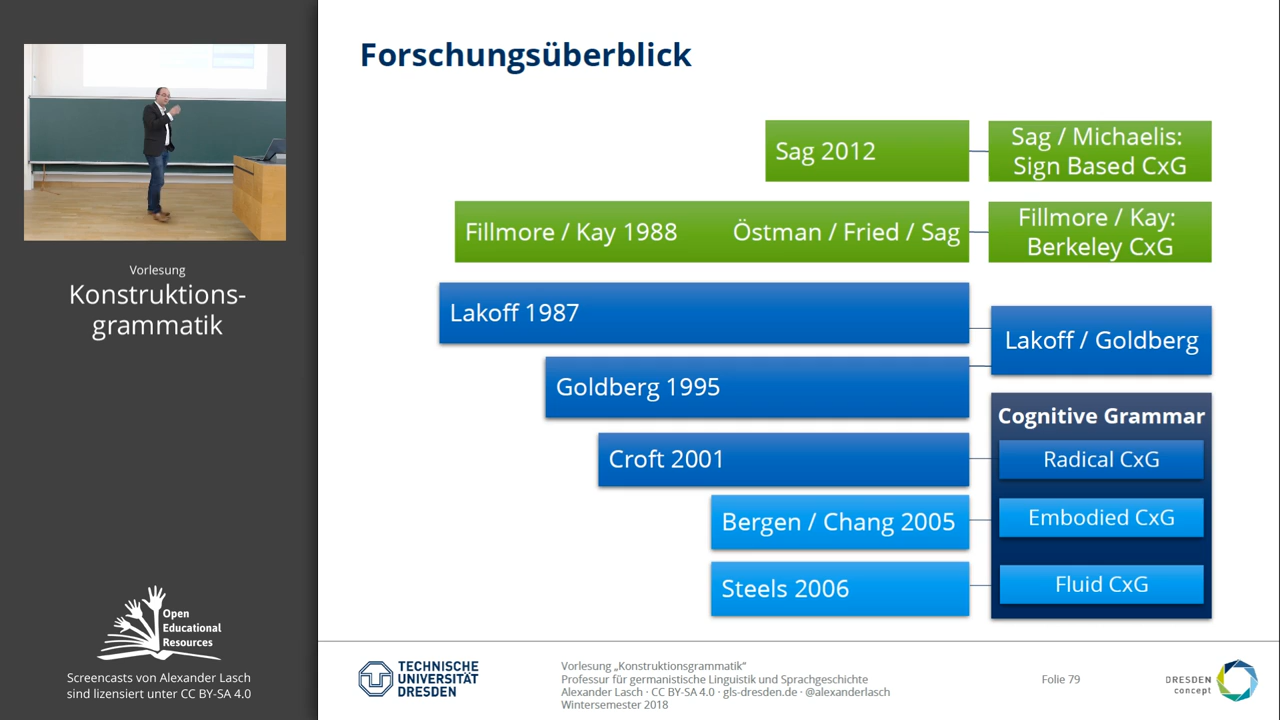 Forschungsüberblick
Sag 2012
Sag / Michaelis:
Sign Based CxG
Fillmore / Kay 1988
Östman / Fried / Sag
Fillmore / Kay:
Berkeley CxG
Lakoff 1987
Lakoff / Goldberg
Goldberg 1995
Cognitive Grammar
Croft 2001
Radical CxG
Bergen / Chang 2005
Embodied CxG
Steels 2006
Fluid CxG
Vorlesung
Konstruktions-
grammatik
Open
Educational
Resources
Screencasts von Alexander Lasch
sind lizensiert unter CC BY-SA 4.0
TECHNISCHE
UNIVERSITÄT
DRESDEN
Vorlesung „Konstruktionsgrammatik“
Professur für germanistische Linguistik und Sprachgeschichte
Alexander Lasch · CC BY-SA 4.0 · gls-dresden.de · @alexanderlasch
Wintersemester 2018
Folie 79
DRESDEN
concept